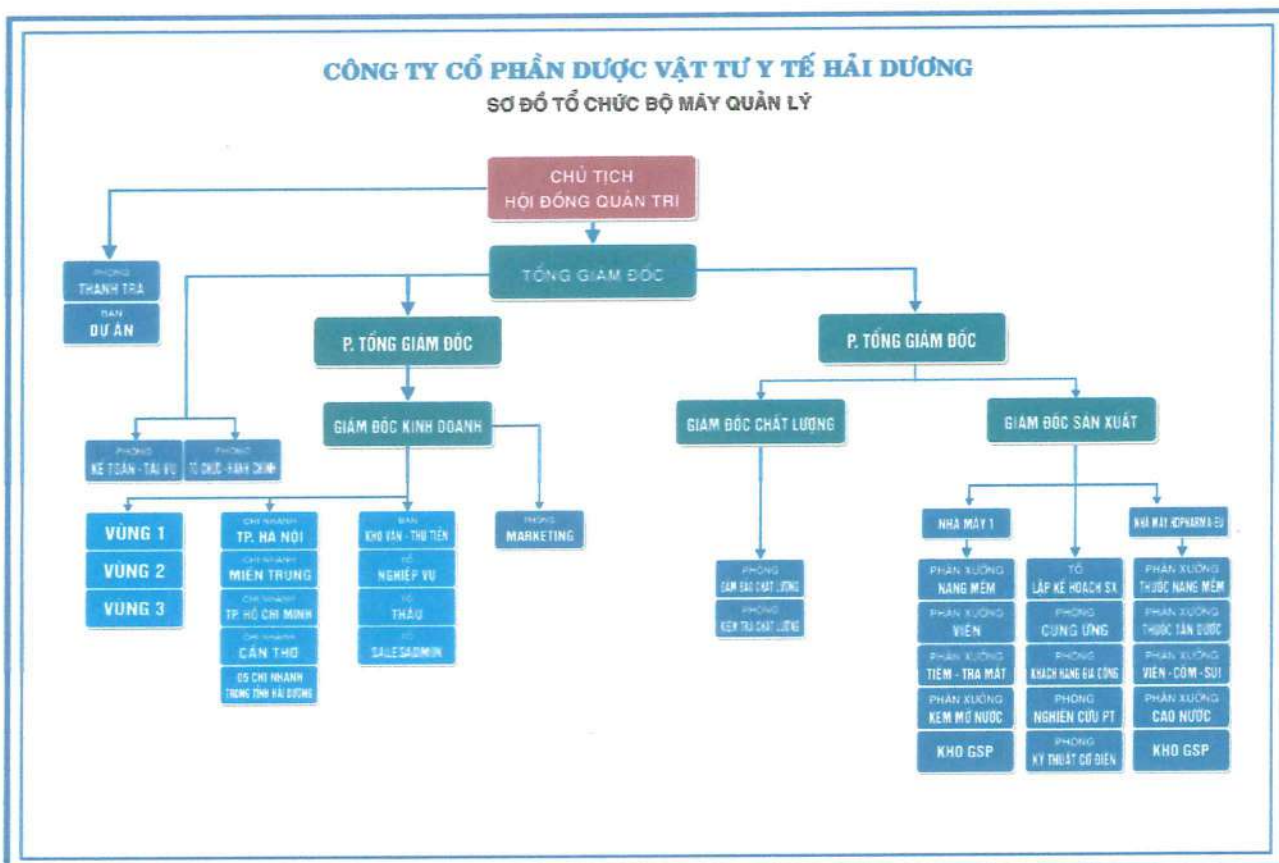 CÔNG TY CỔ PHẦN DƯỢC VẬT TƯ Y TẾ HẢI DƯƠNG
SƠ ĐỒ TỔ CHỨC BỘ MÁY QUẢN LÝ
CHỦ TỊCH
HỘI ĐỒNG QUẢN TRỊ
TỔNG GIÁM ĐỐC
PHÒNG
THANH TRA
BAN
DỰ ÁN
P. TỔNG GIÁM ĐỐC
P. TỔNG GIÁM ĐỐC
GIÁM ĐỐC KINH DOANH
GIÁM ĐỐC CHẤT LƯỢNG
GIÁM ĐỐC SẢN XUẤT
PHÒNG
KẾ TOÁN - TÀI VỤ
PHÒNG
TỔ CHỨC - HÀNH CHÍNH
VÙNG 1
VÙNG 2
VÙNG 3
CHI NHÁNH
TP. HÀ NỘI
CHI NHÁNH
MIỀN TRUNG
CHI NHÁNH
TP. HỒ CHÍ MINH
CHI NHÁNH
CẦN THƠ
05 CHI NHÁNH
TRONG TỈNH HẢI DƯƠNG
BAN
KHO VẬN - THU TIỀN
TỔ
NGHIỆP VỤ
TỔ
THẦU
TỔ
SALESADMIN
PHÒNG
MARKETING
PHÒNG
ĐẢM BẢO CHẤT LƯỢNG
PHÒNG
KIỂM TRA CHẤT LƯỢNG
NHÀ MÁY 1
PHÂN XƯỞNG
NANG MỀM
PHÂN XƯỞNG
VIÊN
PHÂN XƯỞNG
TIÊM - TRA MẮT
PHÂN XƯỞNG
KEM MỠ NƯỚC
KHO GSP
TỔ
LẬP KẾ HOẠCH SX
PHÒNG
CUNG ỨNG
PHÒNG
KHÁCH HÀNG GIA CÔNG
PHÒNG
NGHIÊN CỨU PT
PHÒNG
KỸ THUẬT CƠ ĐIỆN
NHÀ MÁY HDPHARMA-EU
PHÂN XƯỞNG
THUỐC NANG MỀM
PHÂN XƯỞNG
THUỐC TÂN DƯỢC
PHÂN XƯỞNG
VIÊN - CỐM - SỦI
PHÂN XƯỞNG
CAO NƯỚC
KHO GSP